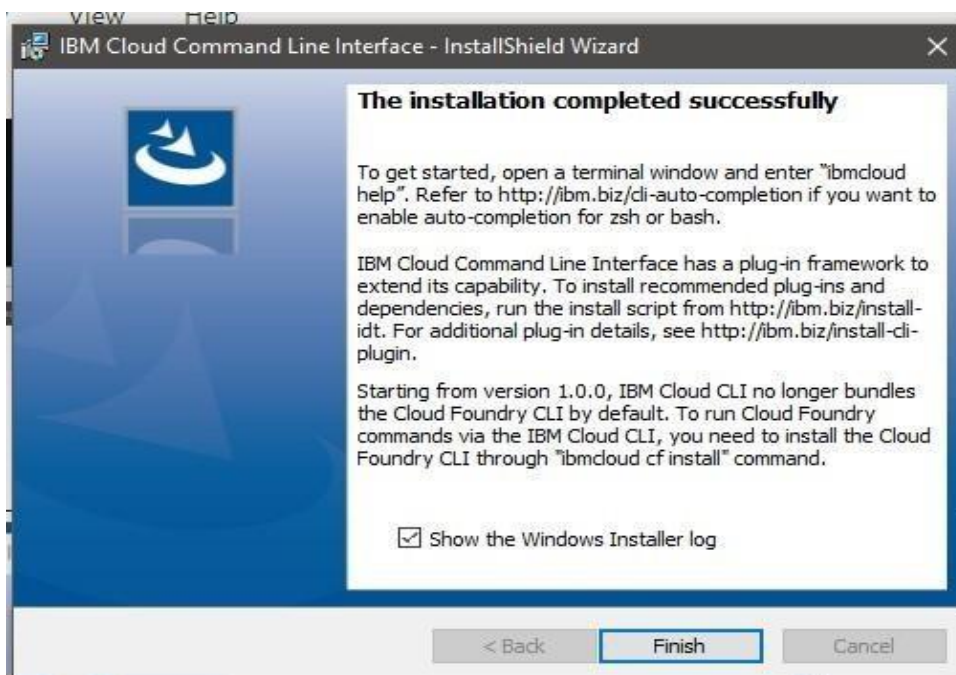 View Help
IBM Cloud Command Line Interface - InstallShield Wizard
The installation completed successfully
To get started, open a terminal window and enter "ibmcloud
help". Refer to http://ibm.biz/cli-auto-completion if you want to
enable auto-completion for zsh or bash.
IBM Cloud Command Line Interface has a plug-in framework to
extend its capability. To install recommended plug-ins and
dependencies, run the install script from http://ibm.biz/install-
idt. For additional plug-in details, see http://ibm.biz/install-cli-
plugin.
Starting from version 1.0.0, IBM Cloud CLI no longer bundles
the Cloud Foundry CLI by default. To run Cloud Foundry
commands via the IBM Cloud CLI, you need to install the Cloud
Foundry CLI through "ibmcloud cf install" command.
Show the Windows Installer log
< Back Finish Cancel